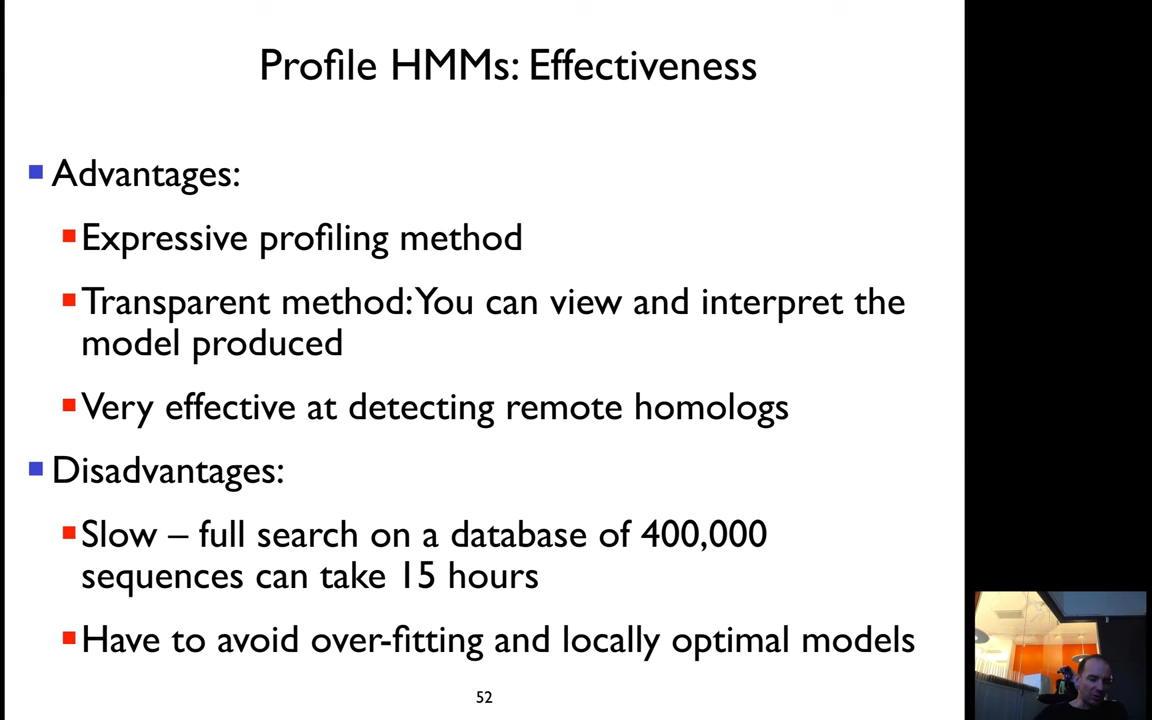 Profile HMMs: Effectiveness
Advantages:
Expressive profiling method
Transparent method: You can view and interpret the
model produced
Very effective at detecting remote homologs
Disadvantages:
Slow – full search on a database of 400,000
sequences can take 15 hours
Have to avoid over-fitting and locally optimal models
52